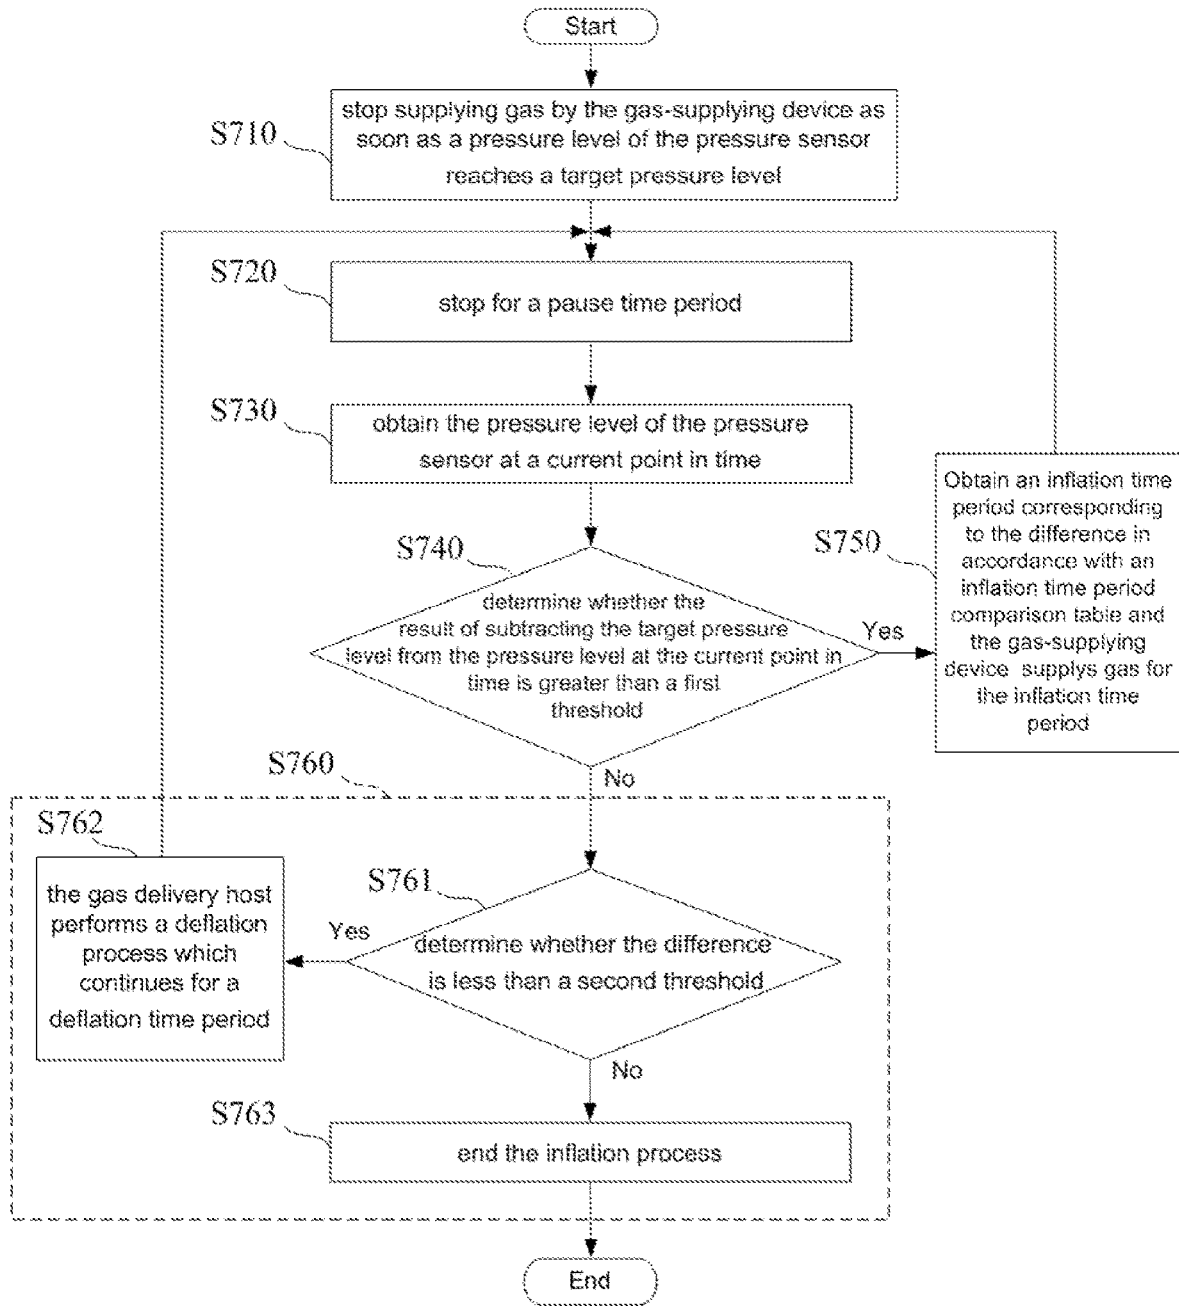 Start
S710
stop supplying gas by the gas-supplying device as
soon as a pressure level of the pressure sensor
reaches a target pressure level
S720
stop for a pause time period
S730
obtain the pressure level of the pressure
sensor at a current point in time
S740
determine whether the
result of subtracting the target pressure
level from the pressure level at the current point in
time is greater than a first
threshold
Yes
S750
Obtain an inflation time
period corresponding
to the difference in
accordance with an
inflation time period
comparison table and
the gas-supplying
device supplys gas for
the inflation time
period
No
S760
S761
determine whether the difference
is less than a second threshold
Yes
S762
the gas delivery host
performs a deflation
process which
continues for a
deflation time period
No
S763
end the inflation process
End